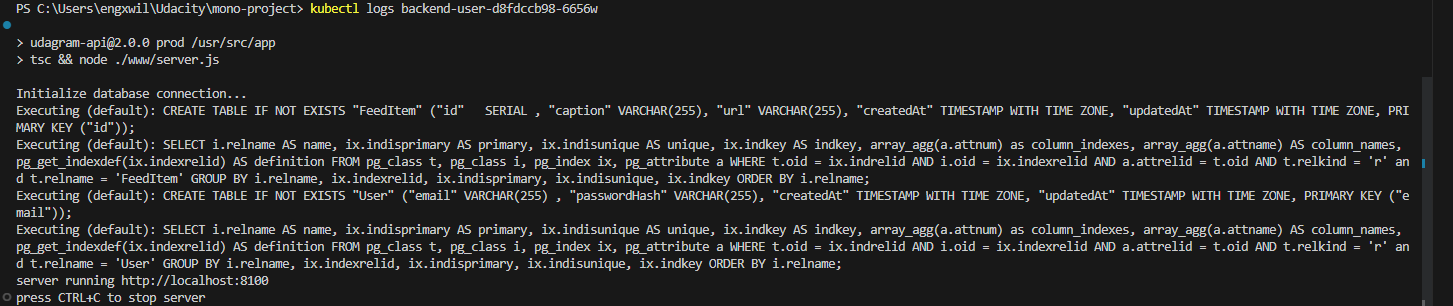 PS C:\Users\engxwil\Udacity\mono-project> kubectl logs backend-user-d8fdccb98-6656w
> udagram-api@2.0.0 prod /usr/src/app
> tsc && node ./www/server.js
Initialize database connection...
Executing (default): CREATE TABLE IF NOT EXISTS "FeedItem" ("id"   SERIAL , "caption" VARCHAR(255), "url" VARCHAR(255), "createdAt" TIMESTAMP WITH TIME ZONE, "updatedAt" TIMESTAMP WITH TIME ZONE, PRI
MARY KEY ("id"));
Executing (default): SELECT i.relname AS name, ix.indisprimary AS primary, ix.indisunique AS unique, ix.indkey AS indkey, array_agg(a.attnum) as column_indexes, array_agg(a.attname) AS column_names,
pg_get_indexdef(ix.indexrelid) AS definition FROM pg_class t, pg_class i, pg_index ix, pg_attribute a WHERE t.oid = ix.indrelid AND i.oid = ix.indexrelid AND a.attrelid = t.oid AND t.relkind = 'r' an
d t.relname = 'FeedItem' GROUP BY i.relname, ix.indexrelid, ix.indisprimary, ix.indisunique, ix.indkey ORDER BY i.relname;
Executing (default): CREATE TABLE IF NOT EXISTS "User" ("email" VARCHAR(255) , "passwordHash" VARCHAR(255), "createdAt" TIMESTAMP WITH TIME ZONE, "updatedAt" TIMESTAMP WITH TIME ZONE, PRIMARY KEY ("e
mail"));
Executing (default): SELECT i.relname AS name, ix.indisprimary AS primary, ix.indisunique AS unique, ix.indkey AS indkey, array_agg(a.attnum) as column_indexes, array_agg(a.attname) AS column_names,
pg_get_indexdef(ix.indexrelid) AS definition FROM pg_class t, pg_class i, pg_index ix, pg_attribute a WHERE t.oid = ix.indrelid AND i.oid = ix.indexrelid AND a.attrelid = t.oid AND t.relkind = 'r' an
d t.relname = 'User' GROUP BY i.relname, ix.indexrelid, ix.indisprimary, ix.indisunique, ix.indkey ORDER BY i.relname;
server running http://localhost:8100
press CTRL+C to stop server